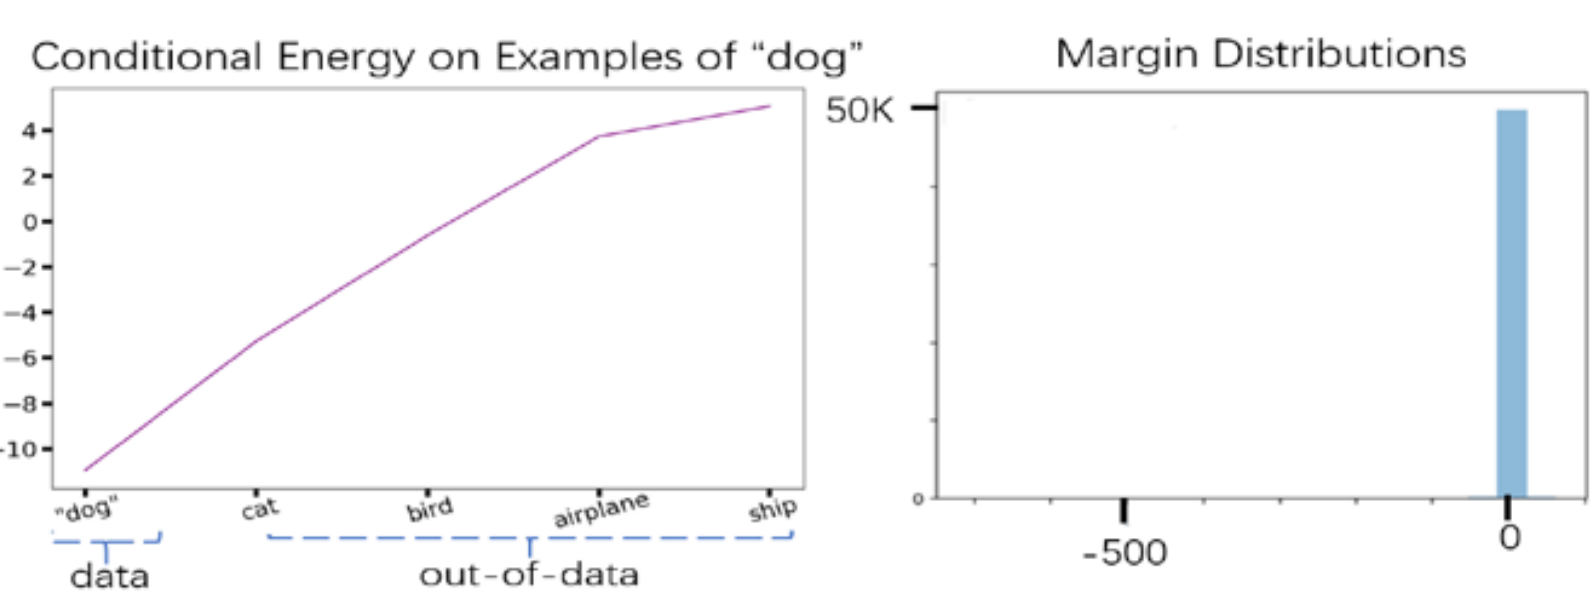 Conditional Energy on Examples of “dog”
4
2
0
−2
−4
−6
−8
-10
"dog"
cat
bird
airplane
ship
data
out-of-data
Margin Distributions
50K
0
-500
0